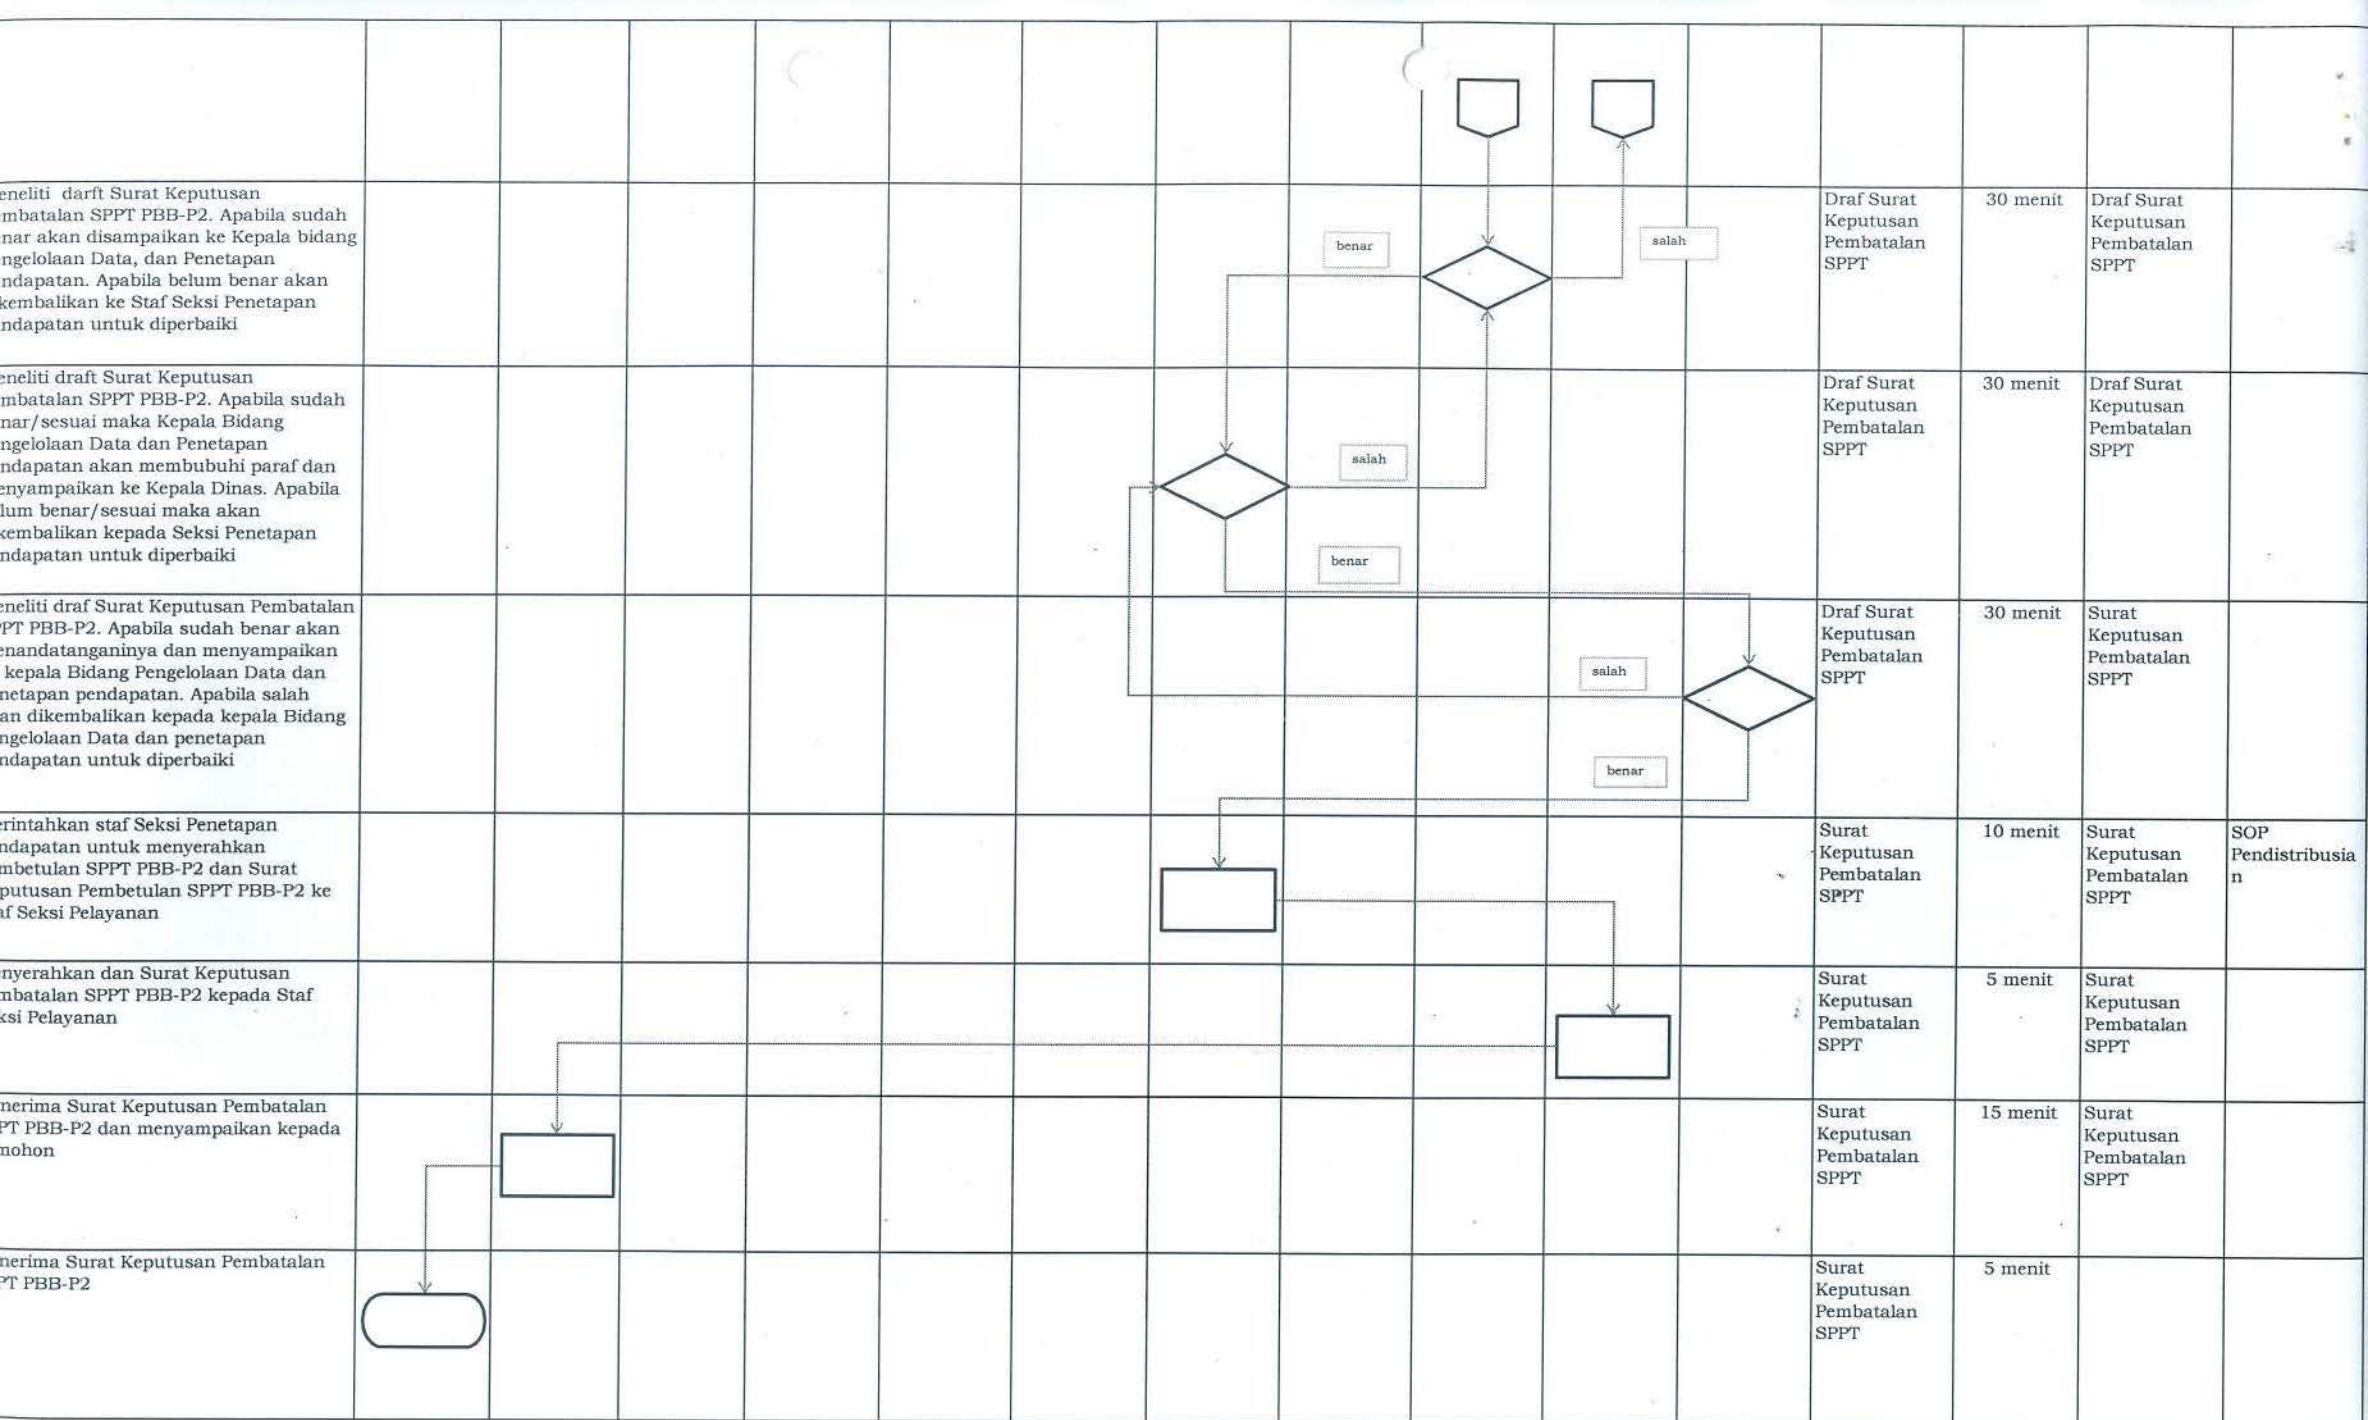 eneliti darft Surat Keputusan
mbatalan SPPT PBB-P2. Apabila sudah
nar akan disampaikan ke Kepala bidang
ngelolaan Data, dan Penetapan
ndapatan. Apabila belum benar akan
kembalikan ke Staf Seksi Penetapan
ndapatan untuk diperbaiki
benar
salah
Draf Surat
Keputusan
Pembatalan
SPPT
30 menit
Draf Surat
Keputusan
Pembatalan
SPPT
eneliti draft Surat Keputusan
mbatalan SPPT PBB-P2. Apabila sudah
nar/sesuai maka Kepala Bidang
ngelolaan Data dan Penetapan
ndapatan akan membubuhi paraf dan
enyampaikan ke Kepala Dinas. Apabila
lum benar/sesuai maka akan
kembalikan kepada Seksi Penetapan
ndapatan untuk diperbaiki
salah
benar
Draf Surat
Keputusan
Pembatalan
SPPT
30 menit
Draf Surat
Keputusan
Pembatalan
SPPT
eneliti draf Surat Keputusan Pembatalan
PT PBB-P2. Apabila sudah benar akan
enandatanganinya dan menyampaikan
kepala Bidang Pengelolaan Data dan
netapan pendapatan. Apabila salah
an dikembalikan kepada kepala Bidang
ngelolaan Data dan penetapan
ndapatan untuk diperbaiki
salah
benar
Draf Surat
Keputusan
Pembatalan
SPPT
30 menit
Surat
Keputusan
Pembatalan
SPPT
erintahkan staf Seksi Penetapan
ndapatan untuk menyerahkan
mbetulan SPPT PBB-P2 dan Surat
putusan Pembetulan SPPT PBB-P2 ke
af Seksi Pelayanan
Surat
Keputusan
Pembatalan
SPPT
10 menit
Surat
Keputusan
Pembatalan
SPPT
SOP
Pendistribusia
n
nyerahkan dan Surat Keputusan
mbatalan SPPT PBB-P2 kepada Staf
ksi Pelayanan
Surat
Keputusan
Pembatalan
SPPT
5 menit
Surat
Keputusan
Pembatalan
SPPT
nerima Surat Keputusan Pembatalan
PT PBB-P2 dan menyampaikan kepada
mohon
Surat
Keputusan
Pembatalan
SPPT
15 menit
Surat
Keputusan
Pembatalan
SPPT
nerima Surat Keputusan Pembatalan
PT PBB-P2
Surat
Keputusan
Pembatalan
SPPT
5 menit